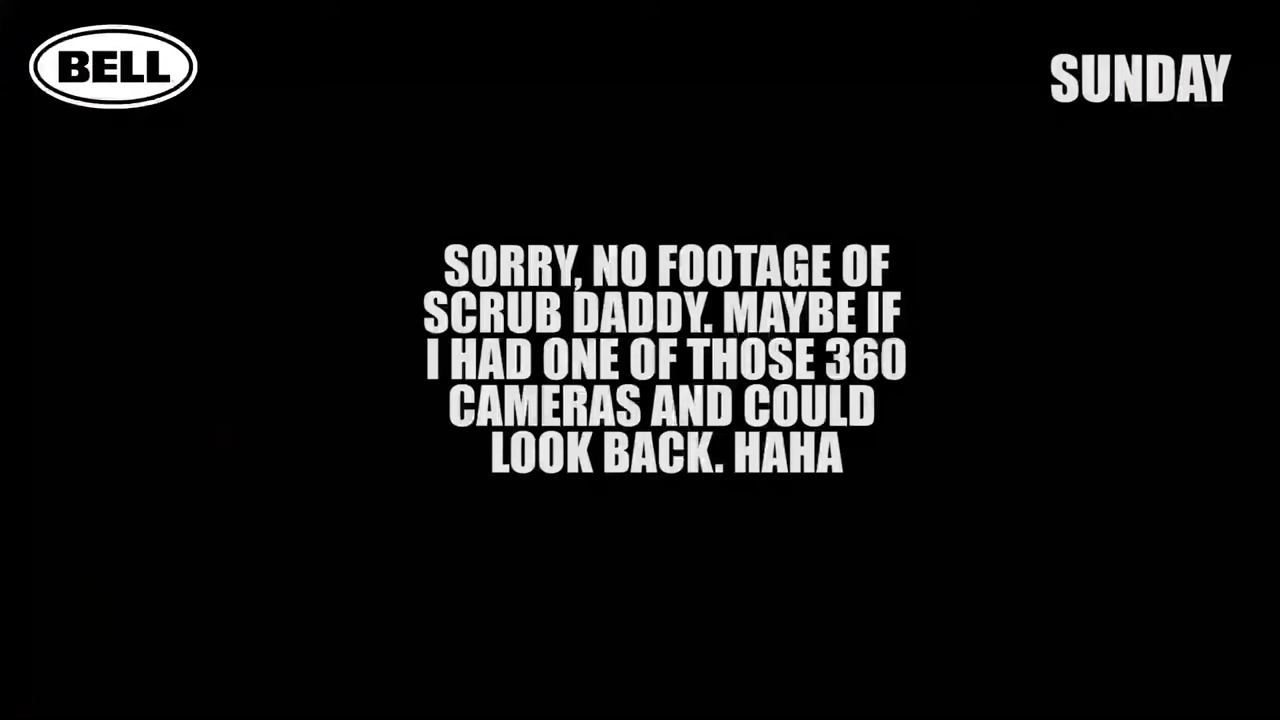 BELL
SUNDAY
SORRY, NO FOOTAGE OF
SCRUB DADDY. MAYBE IF
I HAD ONE OF THOSE 360
CAMERAS AND COULD
LOOK BACK. HAHA